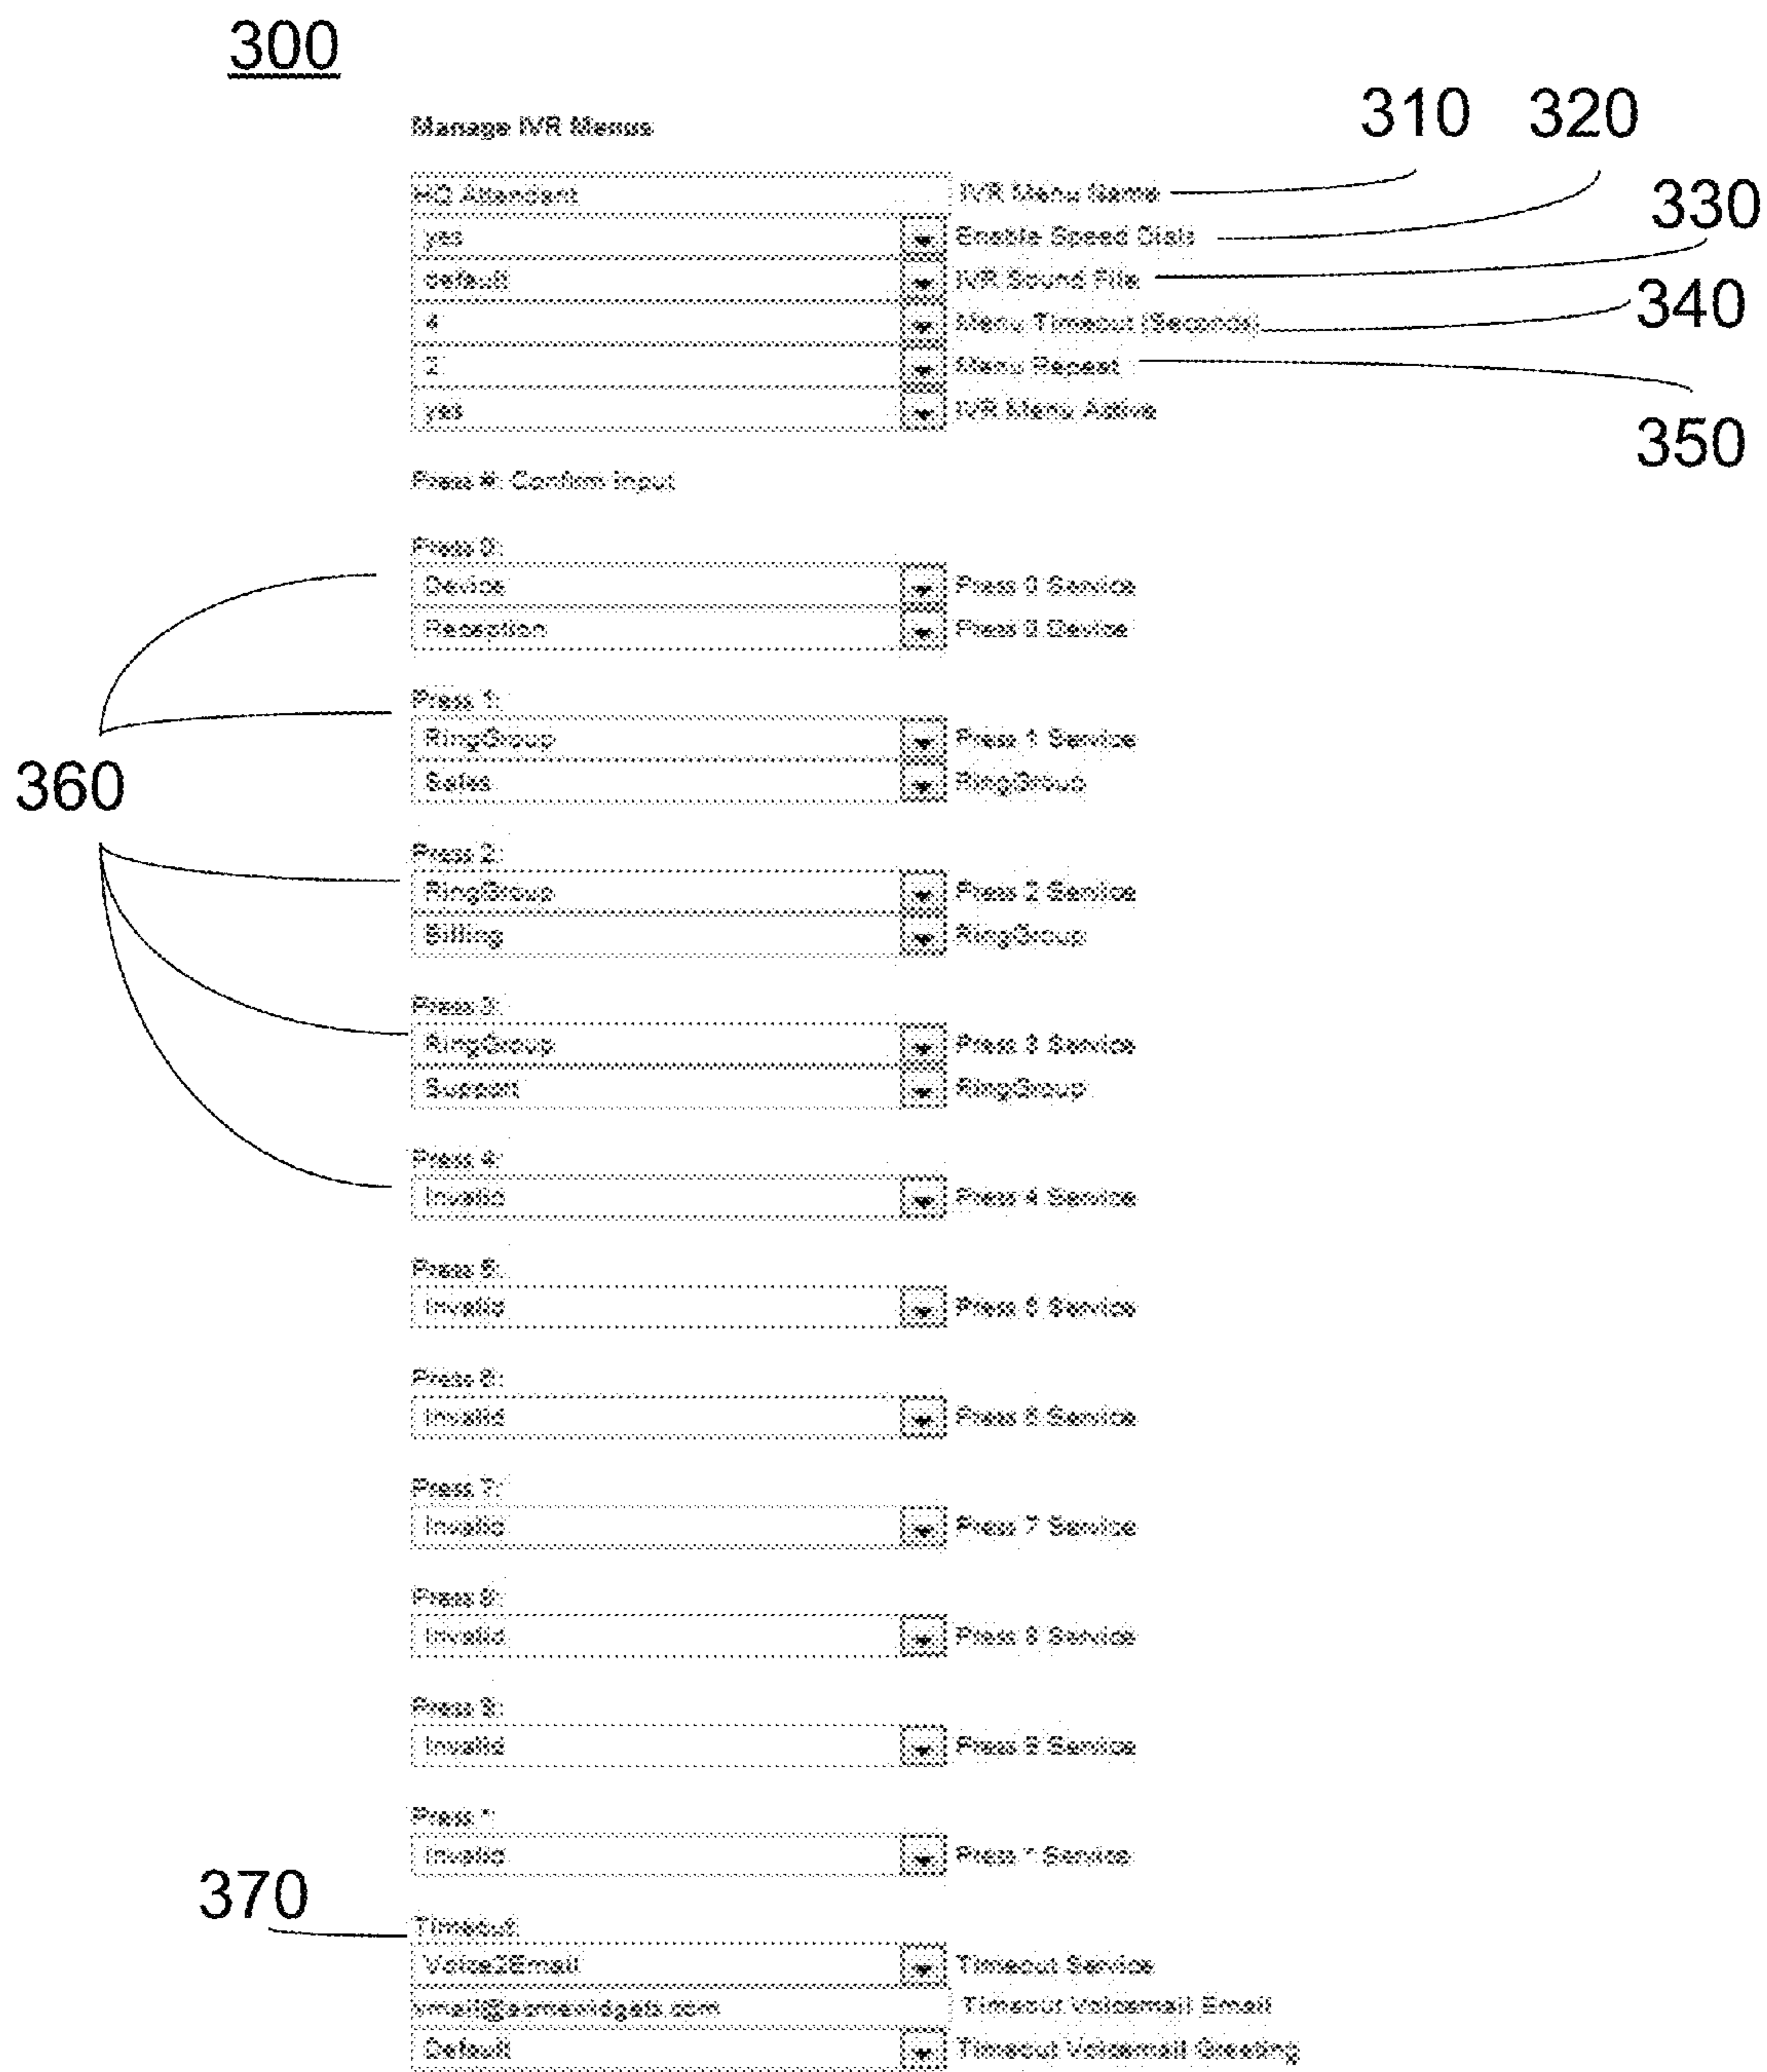 300
310 320
Manage IVR Menus
HQ Attendant IVR Menu Name
330
yes Enable Speed Dials
default IVR Sound File
340
4 Menu Timeout (Seconds)
2 Menu Repeat
yes IVR Menu Active
350
Press #: Confirm Input
Press 0:
Device Press 0 Service
Reception Press 0 Device
Press 1:
RingGroup Press 1 Service
360
Sales RingGroup
Press 2:
RingGroup Press 2 Service
Billing RingGroup
Press 3:
RingGroup Press 3 Service
Support RingGroup
Press 4:
Invalid Press 4 Service
Press 5:
Invalid Press 5 Service
Press 6:
Invalid Press 6 Service
Press 7:
Invalid Press 7 Service
Press 8:
Invalid Press 8 Service
Press 9:
Invalid Press 9 Service
Press *:
Invalid Press * Service
370
Timeout:
Voice2Email Timeout Service
vmail@acmewidgets.com Timeout Voicemail Email
Default Timeout Voicemail Greeting